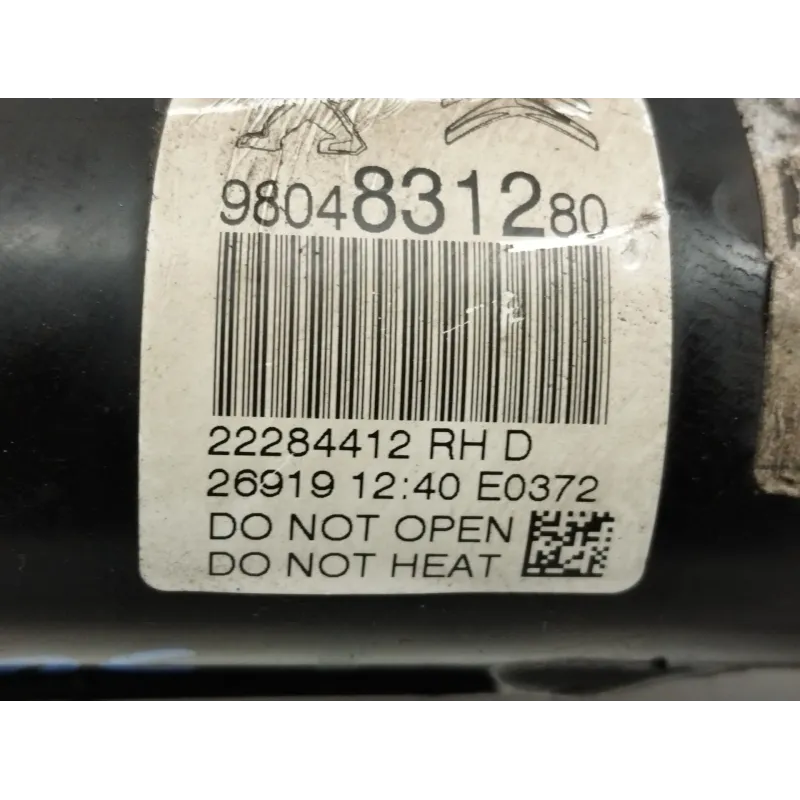 9804831280
22284412 RH D
26919 12:40 E0372
DO NOT OPEN
DO NOT HEAT